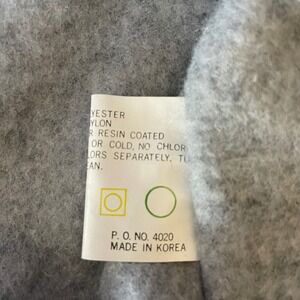 YESTER
YLON
R RESIN COATED
OR COLD, NO CHLOR
LORS SEPARATELY. TU
EAN.
P. O. NO. 4020
MADE IN KOREA